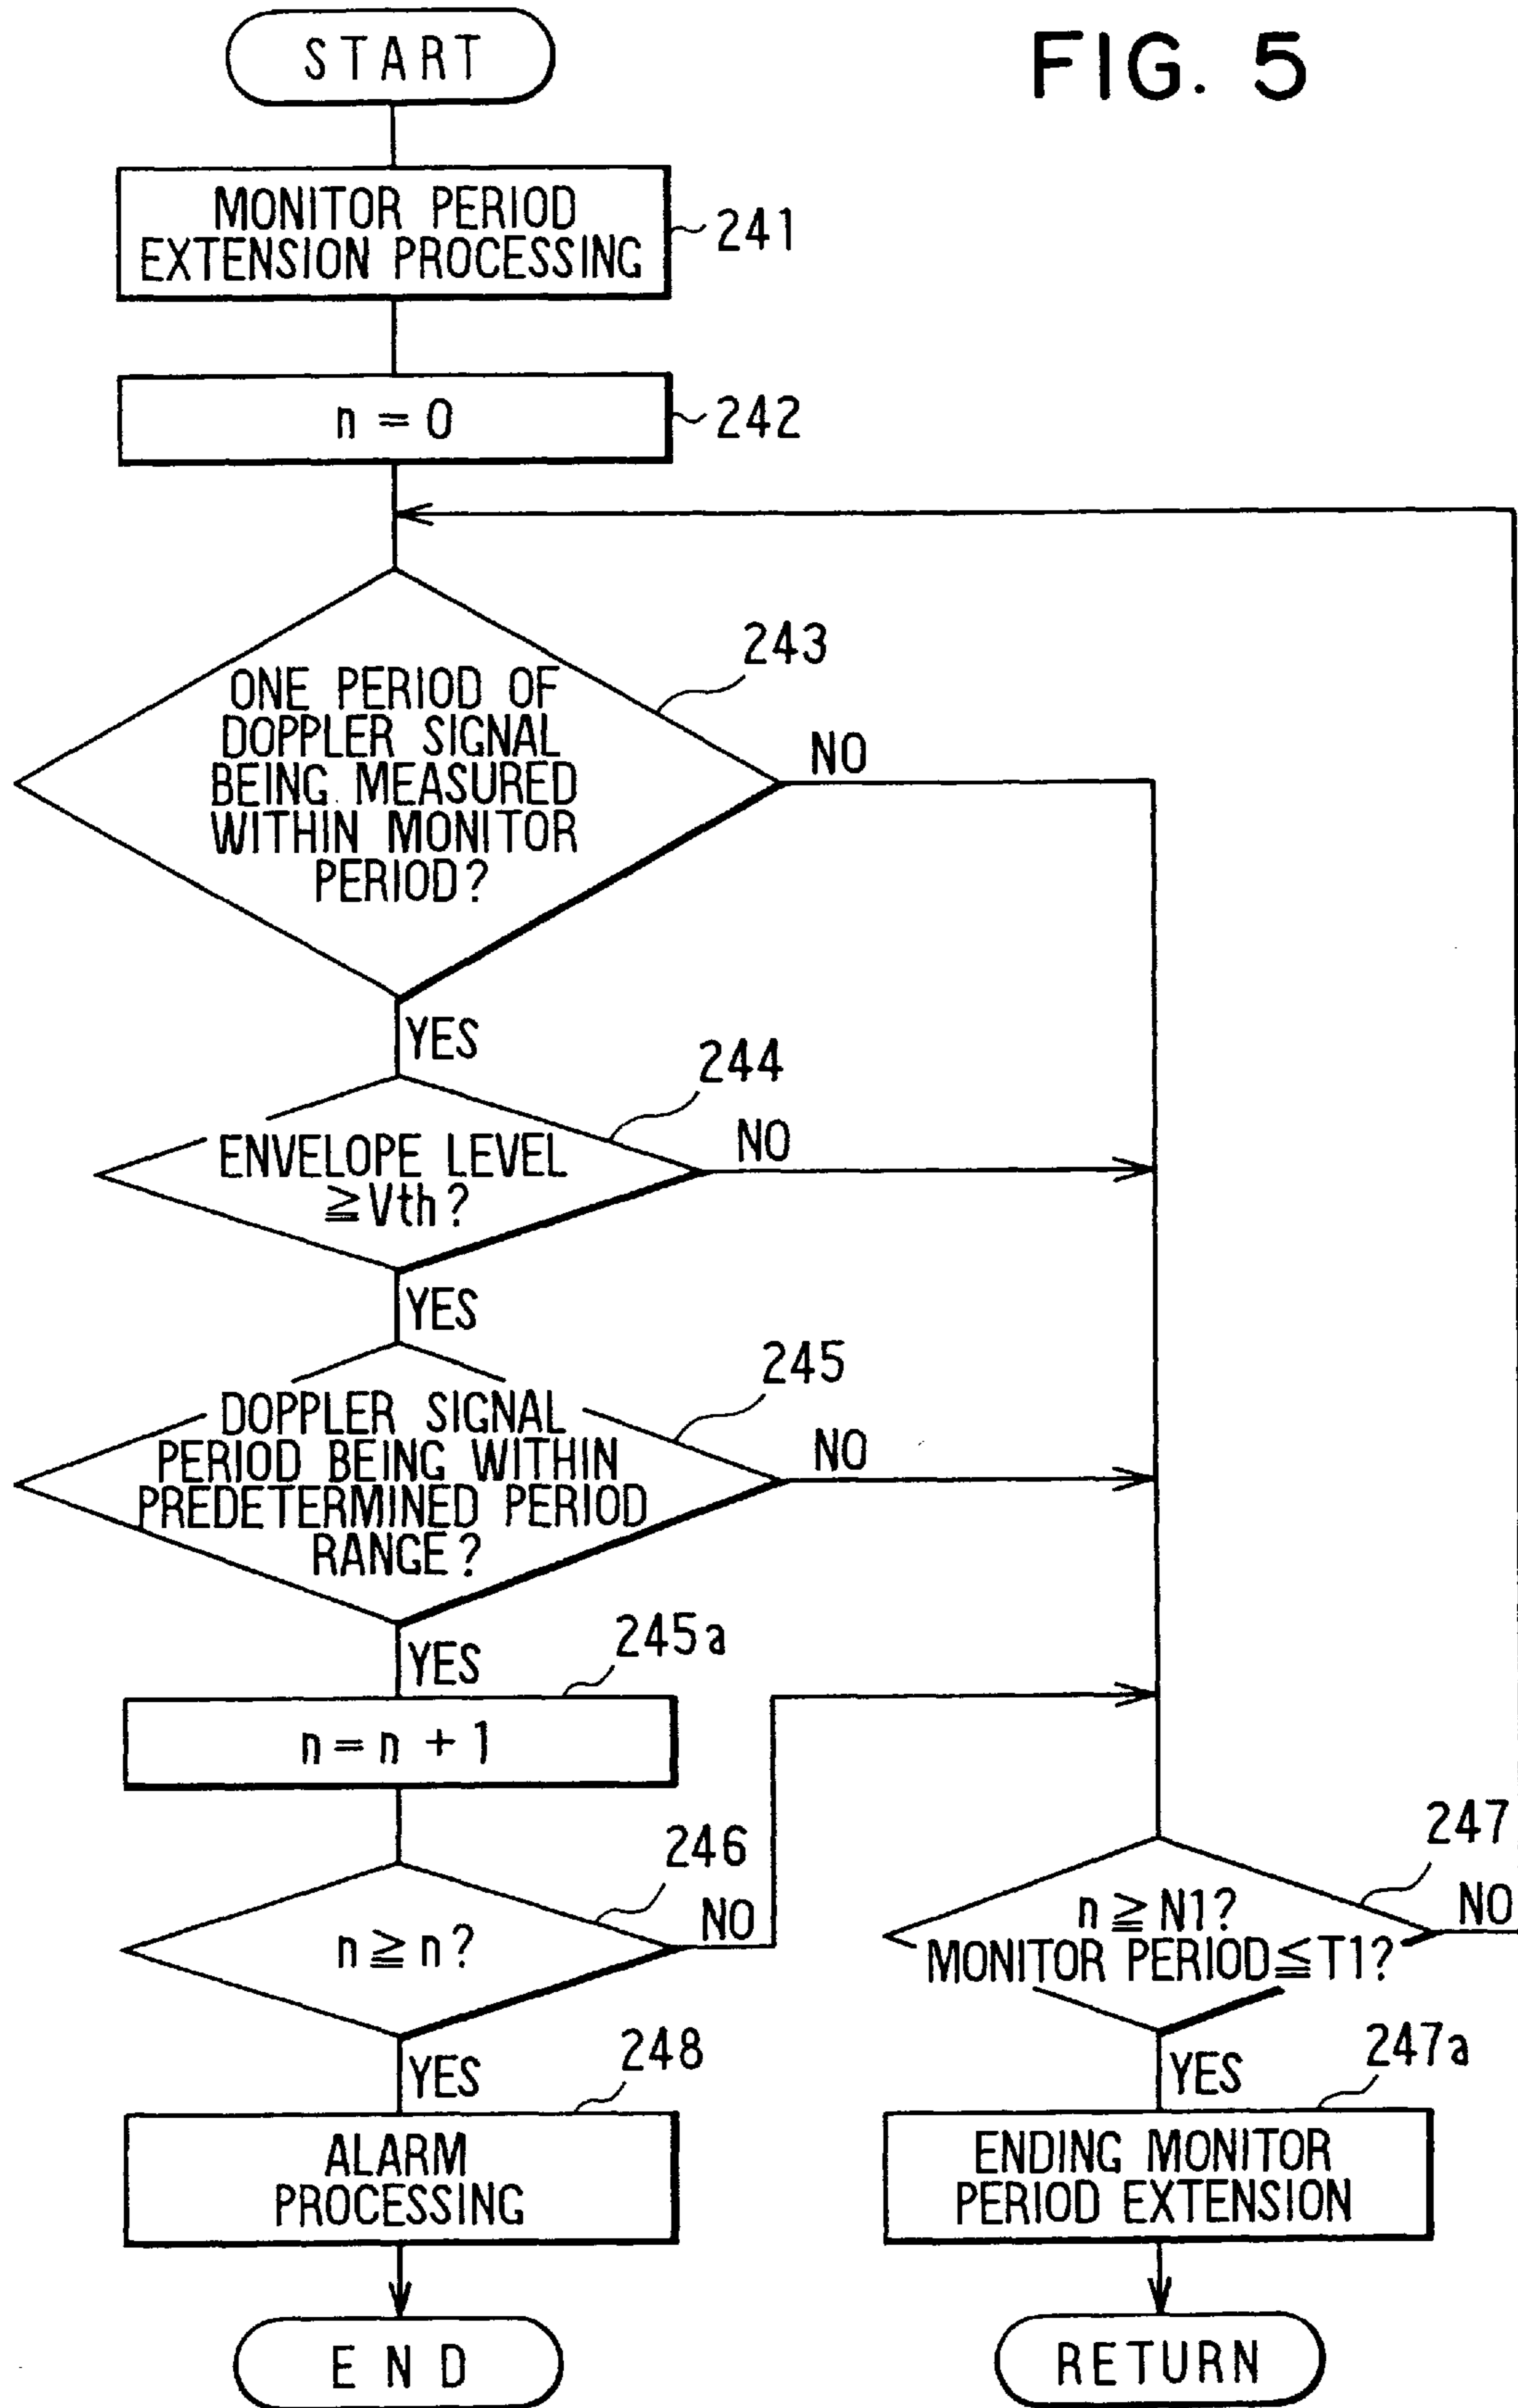 FIG. 5
START
MONITOR PERIOD
EXTENSION PROCESSING
241
n = 0
242
243
ONE PERIOD OF
DOPPLER SIGNAL
BEING MEASURED
WITHIN MONITOR
PERIOD?
NO
YES
244
ENVELOPE LEVEL
≧Vth?
NO
YES
245
DOPPLER SIGNAL
PERIOD BEING WITHIN
PREDETERMINED PERIOD
RANGE?
NO
YES
245a
n = n + 1
246
n ≧ n?
NO
YES
247
n ≧ N1?
MONITOR PERIOD≦T1?
NO
YES
248
ALARM
PROCESSING
247a
ENDING MONITOR
PERIOD EXTENSION
END
RETURN